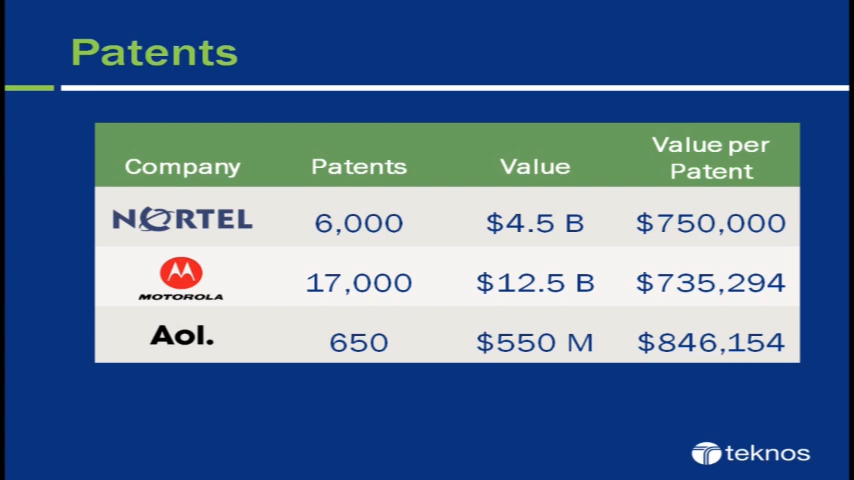 Patents
Company Patents Value Value per Patent
NORTEL 6,000 $4.5 B $750,000
MOTOROLA 17,000 $12.5 B $735,294
Aol. 650 $550 M $846,154
teknos